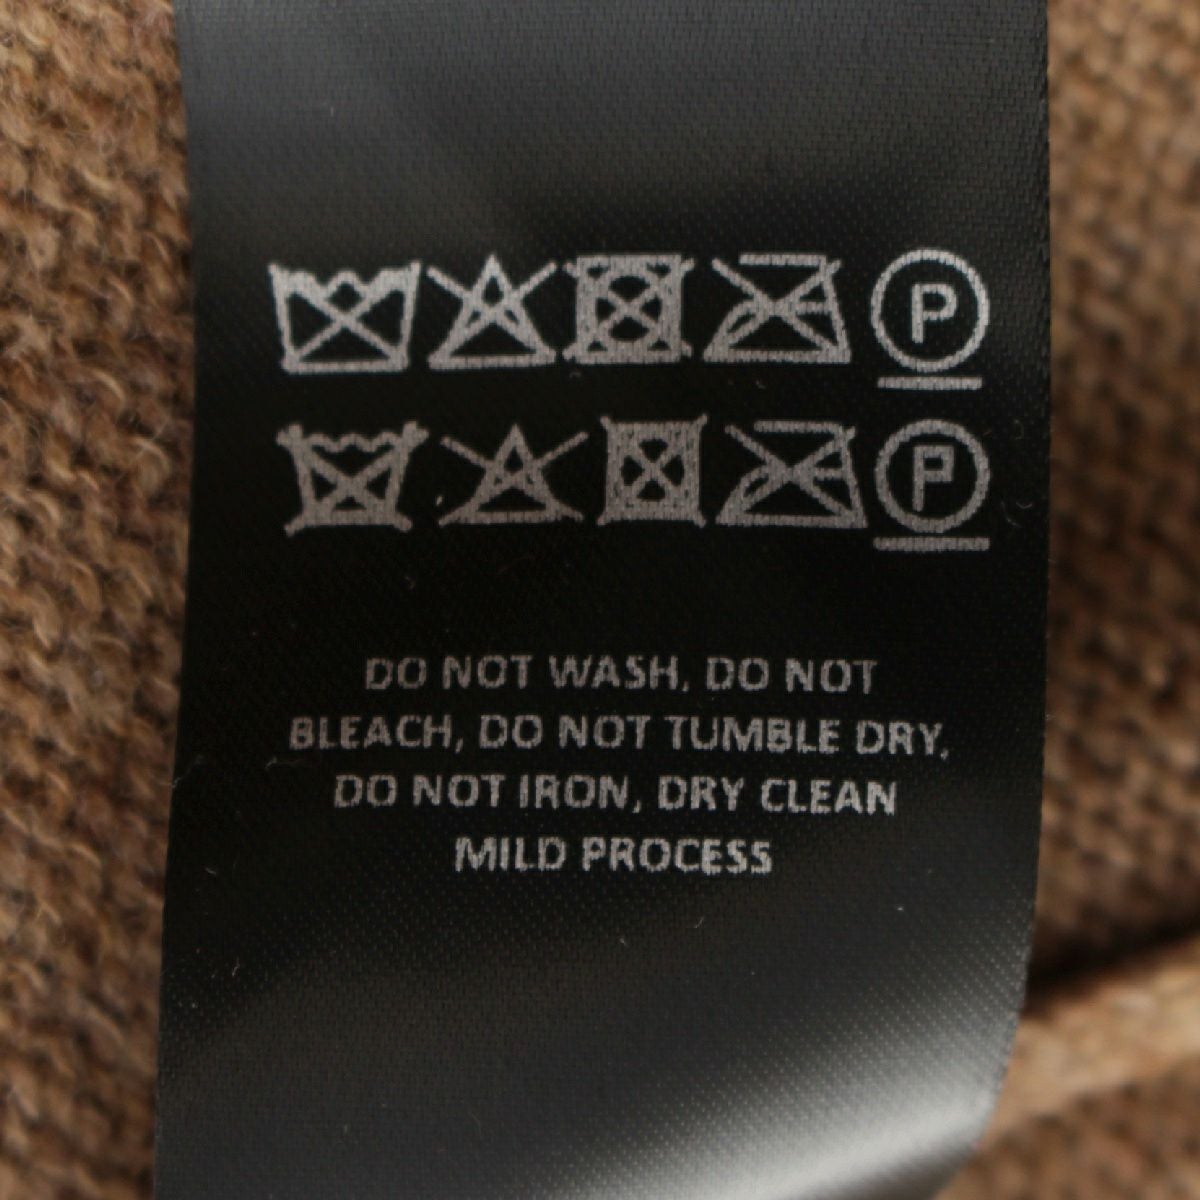 P
P
DO NOT WASH, DO NOT
BLEACH, DO NOT TUMBLE DRY,
DO NOT IRON, DRY CLEAN
MILD PROCESS